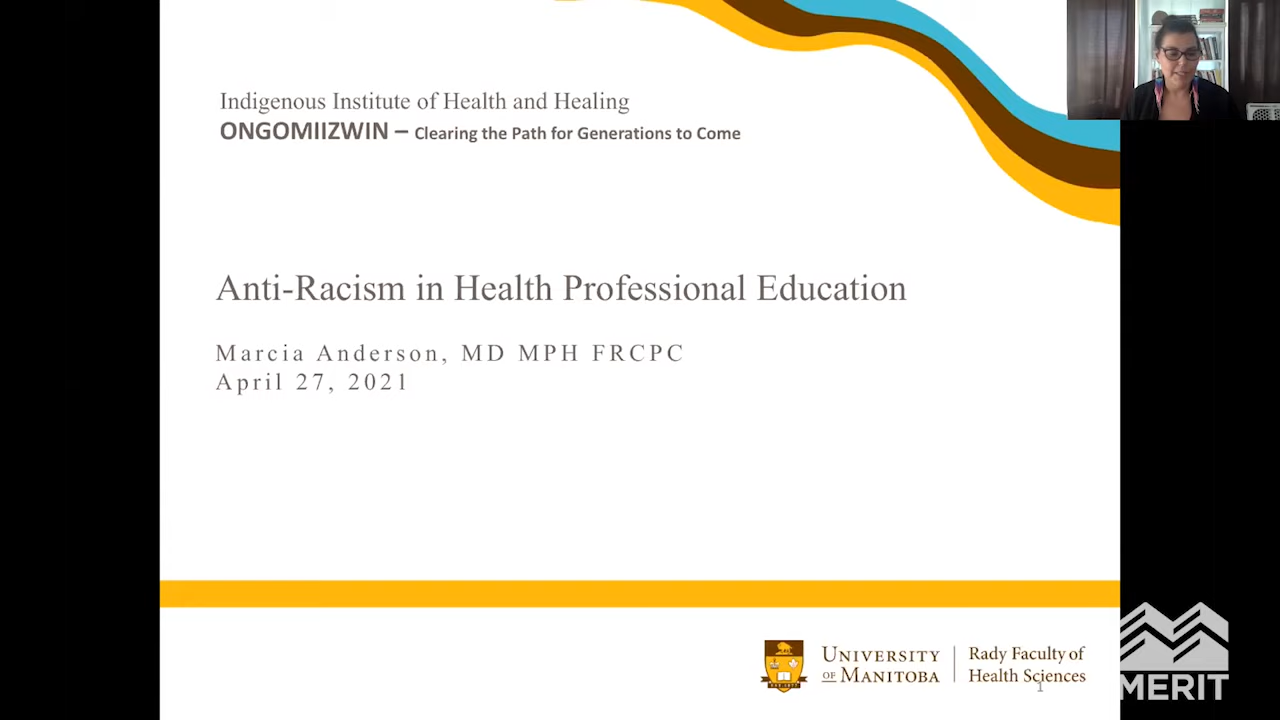 Indigenous Institute of Health and Healing
ONGOMIIZWIN – Clearing the Path for Generations to Come
Anti-Racism in Health Professional Education
Marcia Anderson, MD MPH FRCPC
April 27, 2021
UNIVERSITY
OF MANITOBA
Rady Faculty of
Health Sciences
1
MERIT